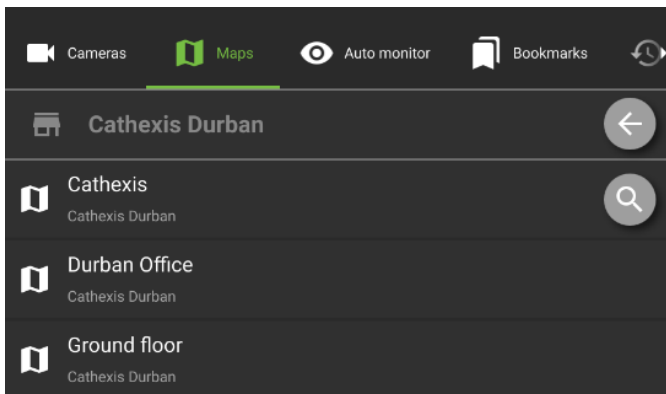 Cameras Maps Auto monitor Bookmarks
Cathexis Durban
Cathexis
Cathexis Durban
Durban Office
Cathexis Durban
Ground floor
Cathexis Durban